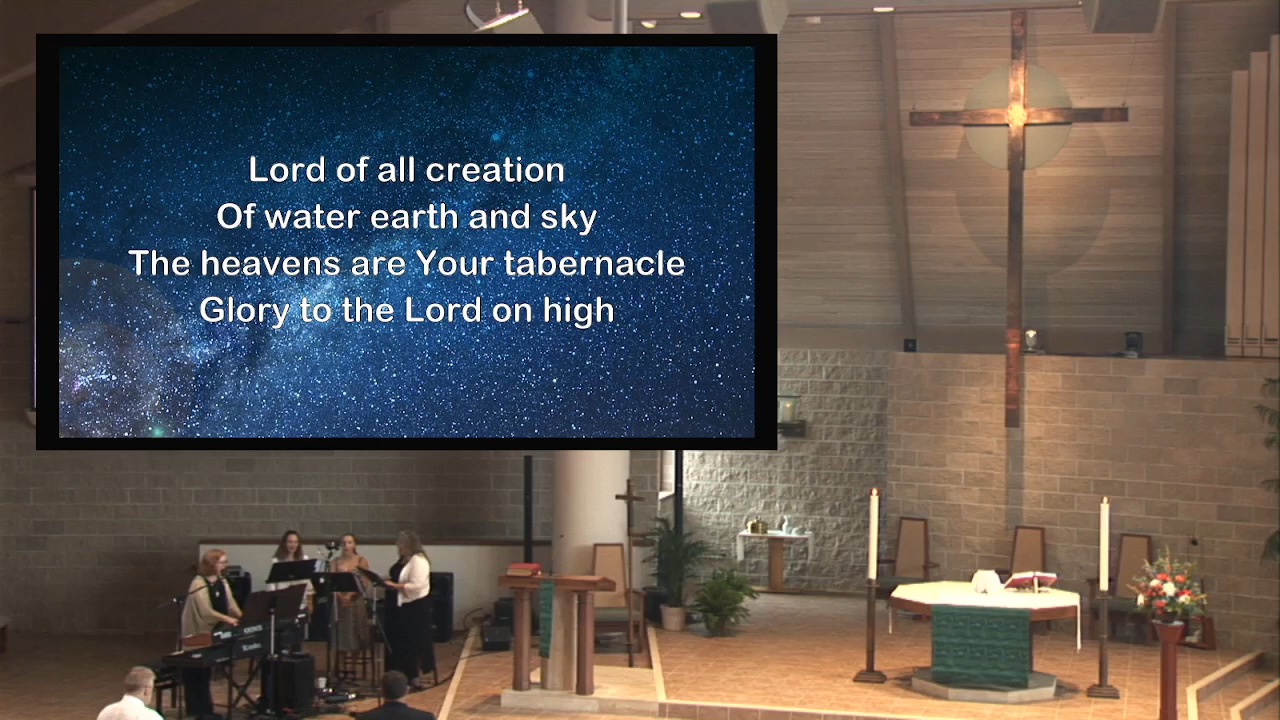 Lord of all creation
Of water earth and sky
The heavens are Your tabernacle
Glory to the Lord on high